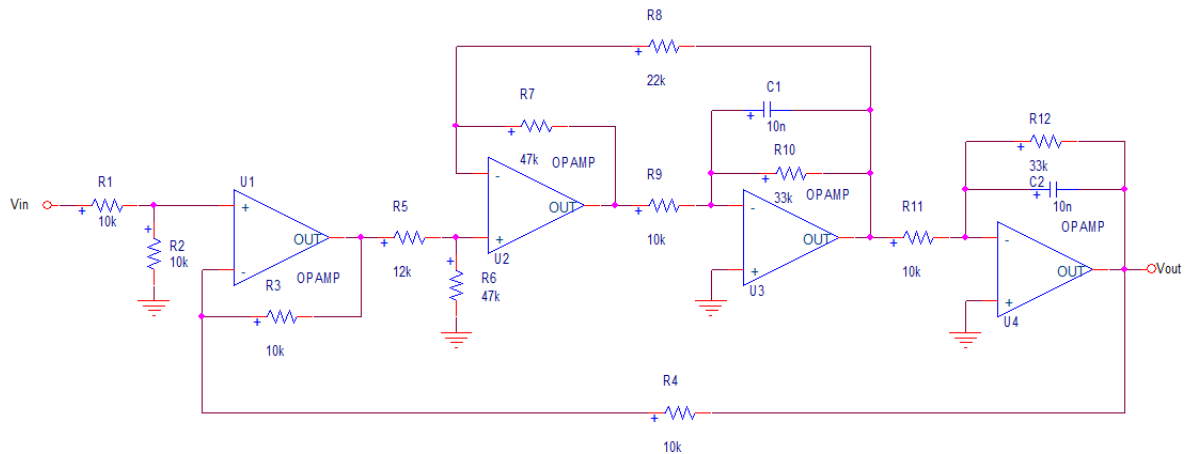 R8
22k
C1
10n
R7
47k
OPAMP
R12
33k
C2
10n
OPAMP
R10
33k
OPAMP
R1
10k
Vin
U1
+
-
OUT
OPAMP
R2
10k
R3
10k
R5
12k
-
+
OUT
U2
R6
47k
R9
10k
-
+
OUT
U3
R11
10k
-
+
OUT
U4
Vout
R4
10k